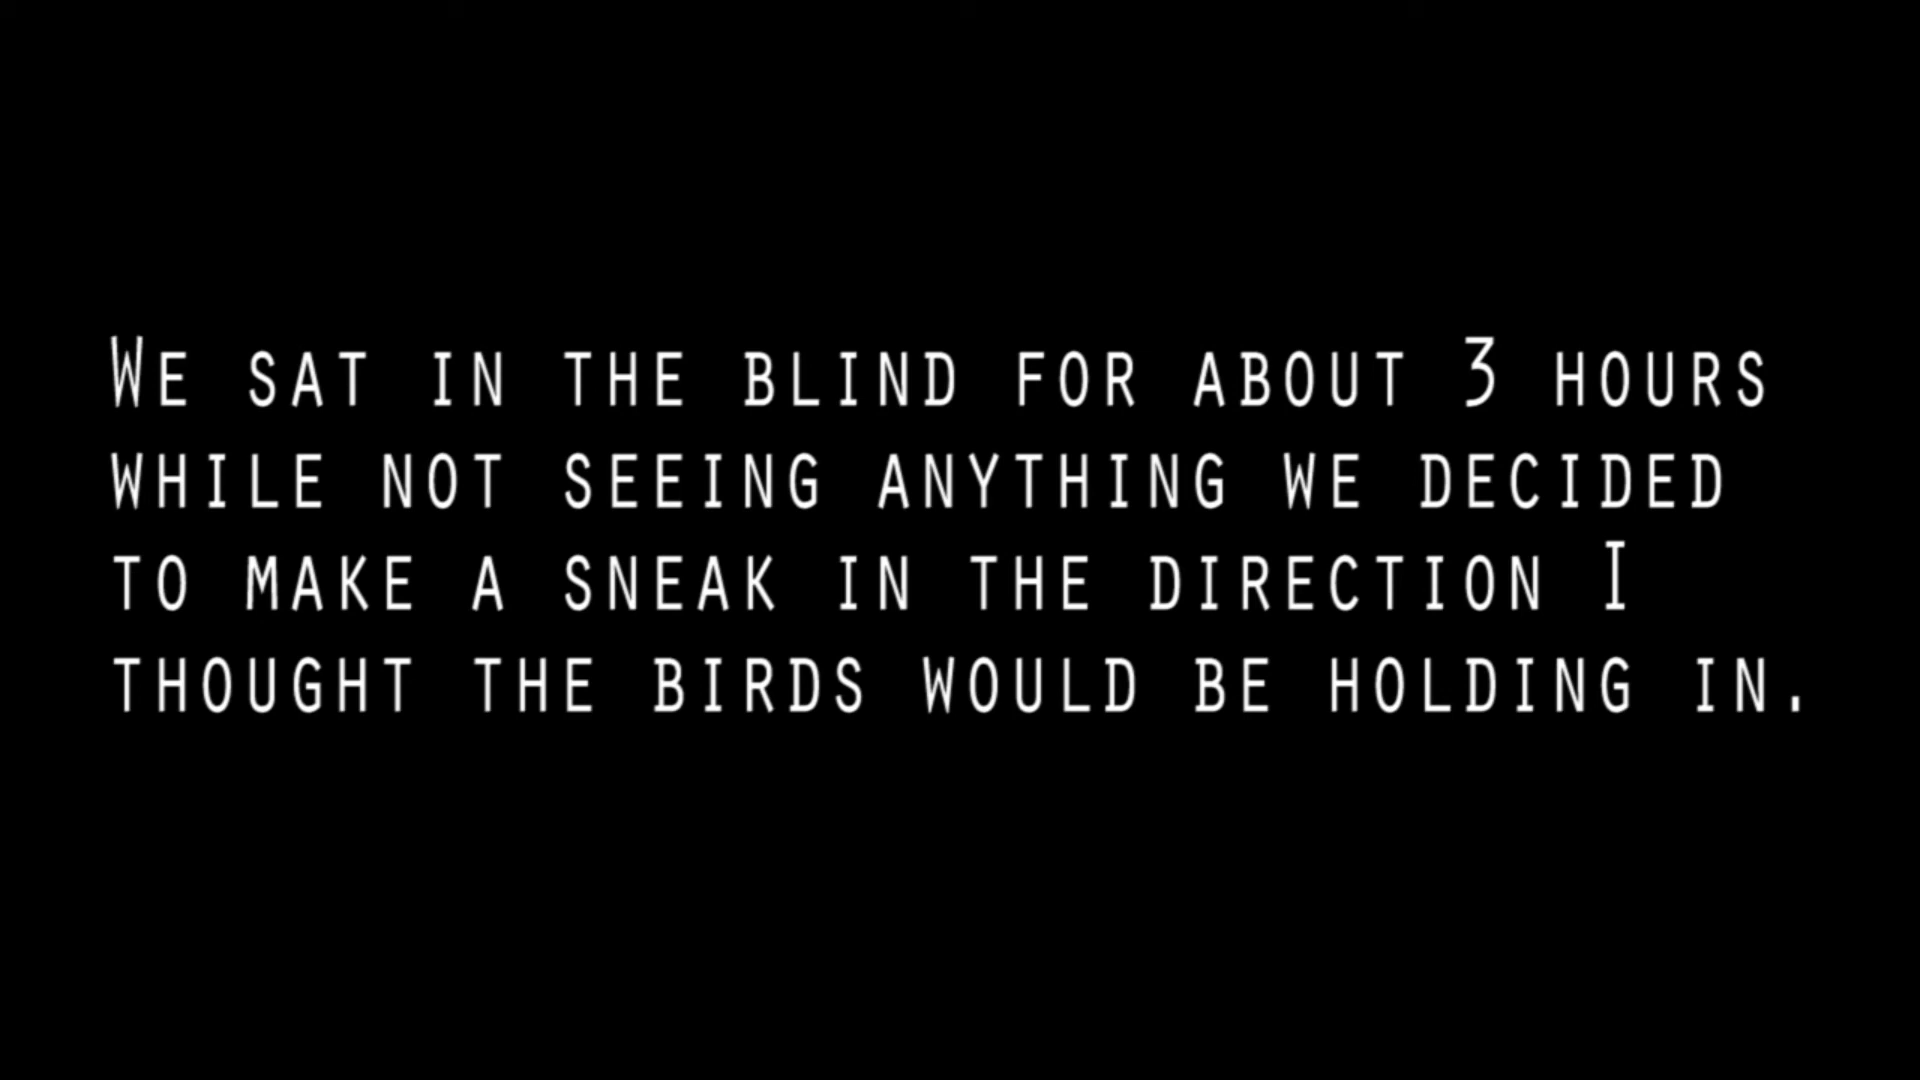 We sat in the blind for about 3 hours
while not seeing anything we decided
to make a sneak in the direction I
thought the birds would be holding in.